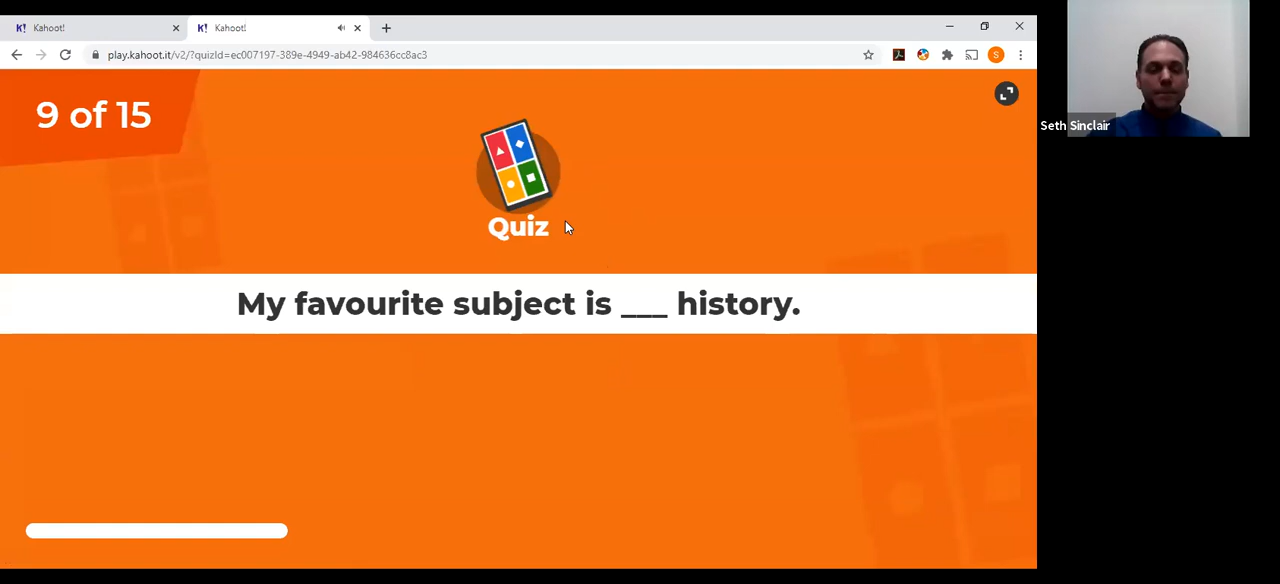 Kahoot!
Kahoot!
play.kahoot.it/v2/?quizId=ec007197-389e-4949-ab42-984636cc8ac3
S
9 of 15
Quiz
My favourite subject is ___ history.
Seth Sinclair